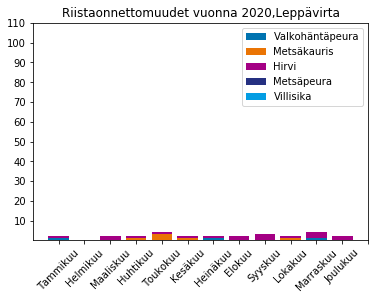 Riistaonnettomuudet vuonna 2020,Leppävirta
110
100
90
80
70
60
50
40
30
20
10
Valkohäntäpeura
Metsäkauris
Hirvi
Metsäpeura
Villisika
Tammikuu
Helmikuu
Maaliskuu
Huhtikuu
Toukokuu
Kesäkuu
Heinäkuu
Elokuu
Syyskuu
Lokakuu
Marraskuu
Joulukuu